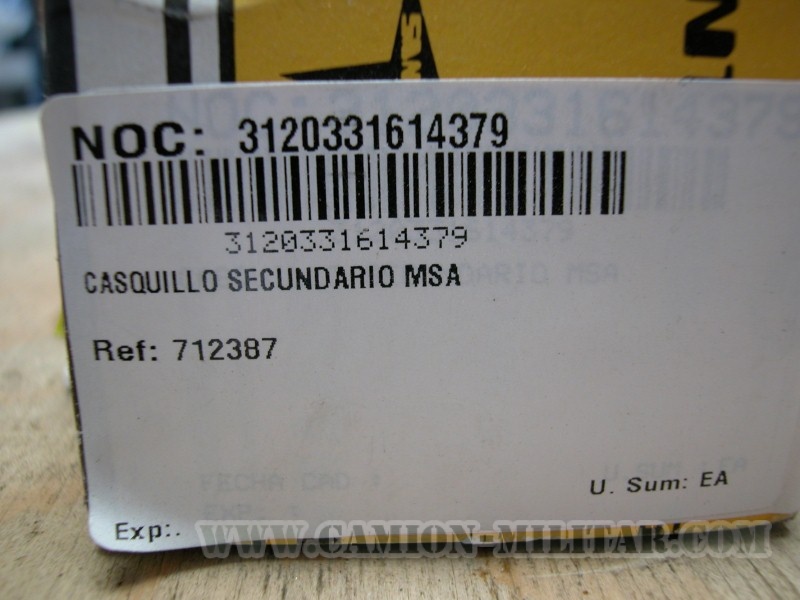 NOC: 3120331614379
3120331614379
CASQUILLO SECUNDARIO MSA
Ref: 712387
U. Sum: EA
Exp:.
WWW.CAMION-MILITAR.COM